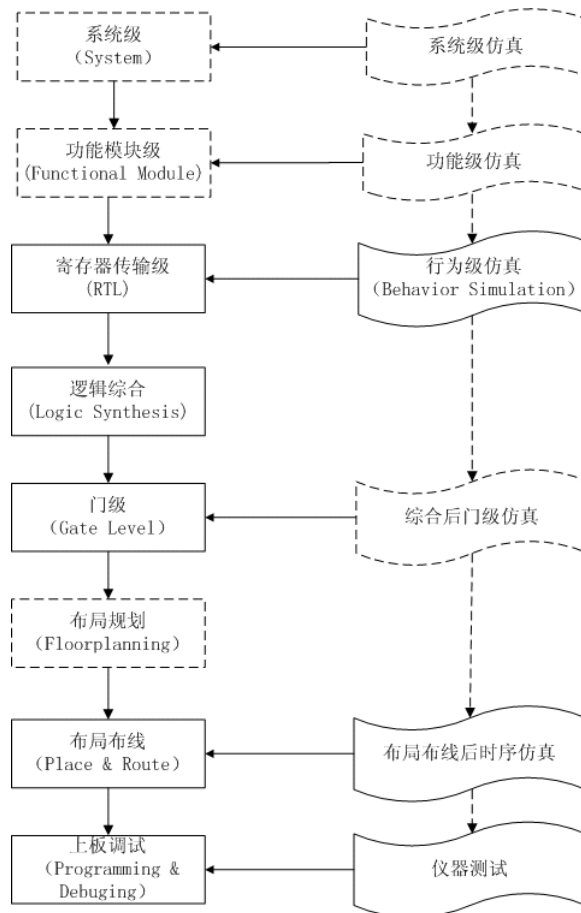 系统级
(System)
系统级仿真
功能模块级
(Functional Module)
功能级仿真
寄存器传输级
(RTL)
行为级仿真
(Behavior Simulation)
逻辑综合
(Logic Synthesis)
门级
(Gate Level)
综合后门级仿真
布局规划
(Floorplanning)
布局布线
(Place & Route)
布局布线后时序仿真
上板调试
(Programming &
Debuging)
仪器测试